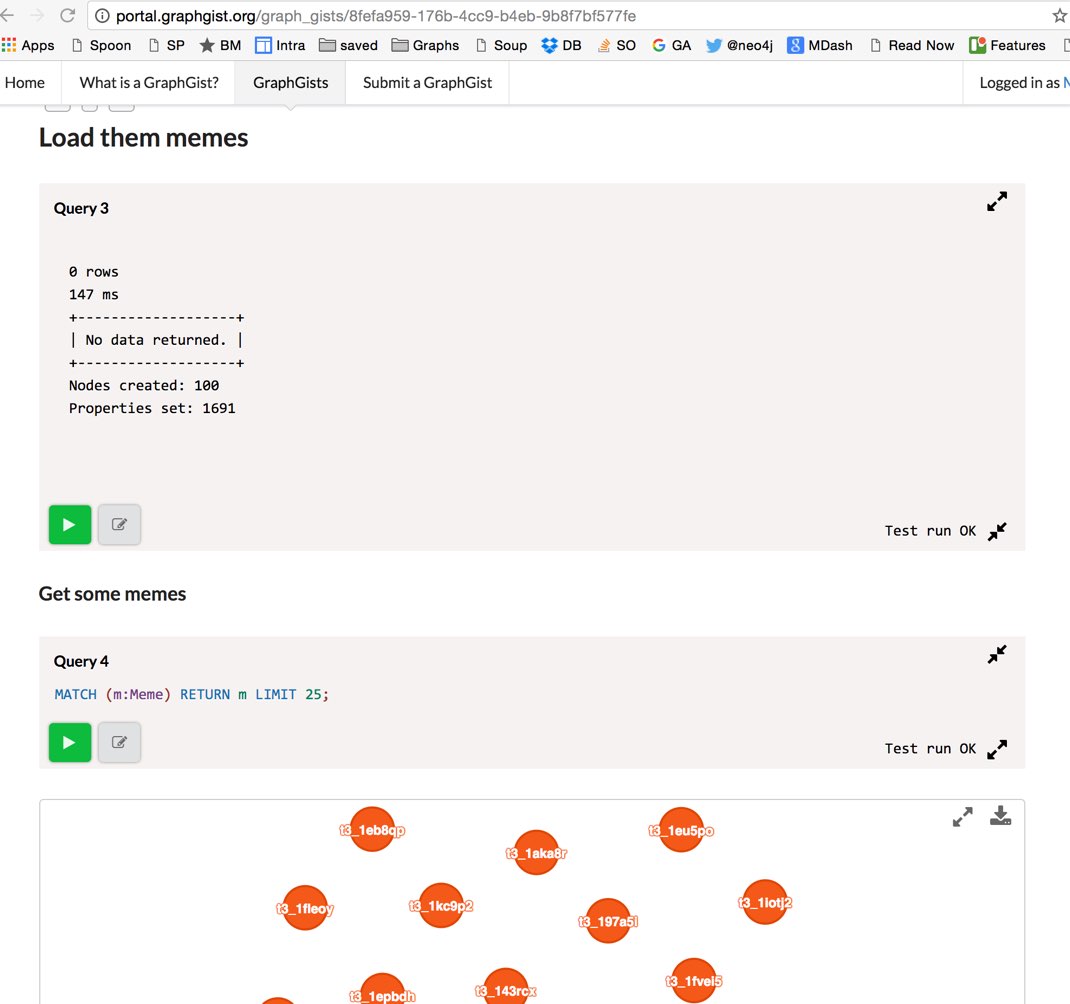 portal.graphgist.org/graph_gists/8fefa959-176b-4cc9-b4eb-9b8f7bf577fe
Apps Spoon SP BM Intra saved Graphs Soup DB SO GA @neo4j MDash Read Now Features
Home What is a GraphGist? GraphGists Submit a GraphGist Logged in as
Load them memes
Query 3
0 rows
147 ms
+-------------------+
| No data returned. |
+-------------------+
Nodes created: 100
Properties set: 1691
Test run OK
Get some memes
Query 4
MATCH (m:Meme) RETURN m LIMIT 25;
Test run OK
t3_1eb8qp
t3_1eu5po
t3_1aka8r
t3_1fleoy
t3_1kc9p2
t3_1iotj2
t3_197a5i
t3_1fvei5
t3_143rcx
t3_1epbdh